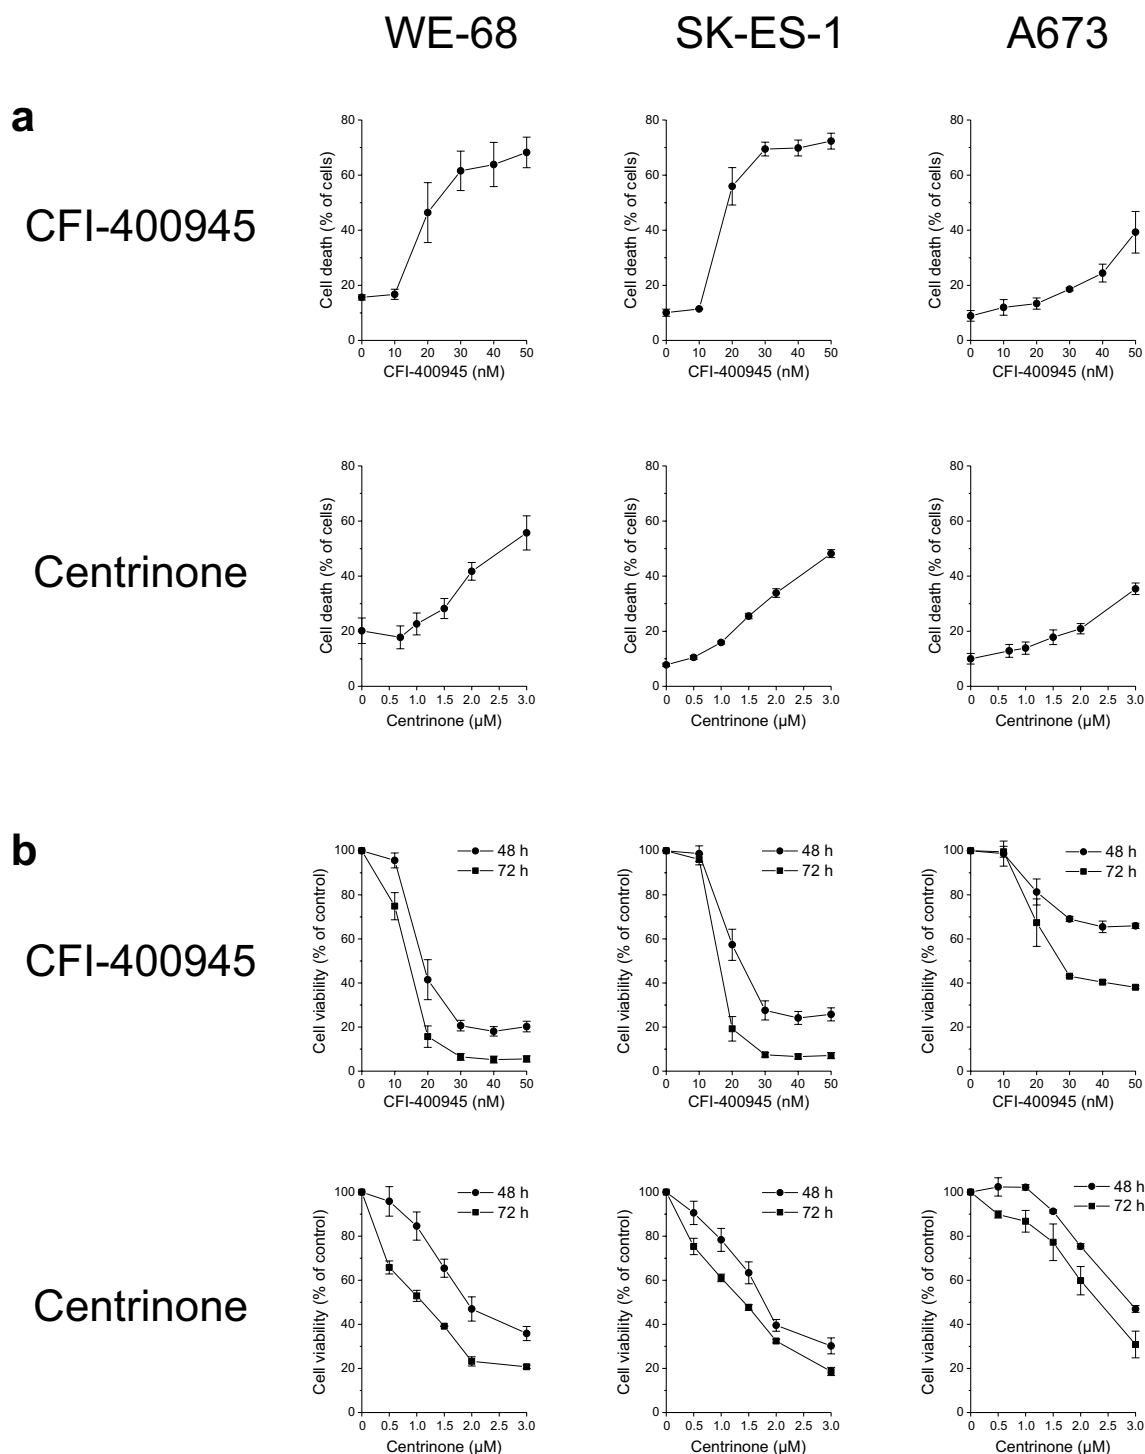 WE-68 SK-ES-1 A673
a
CFI-400945
Cell death (% of cells)
80
60
40
20
0
0 10 20 30 40 50
CFI-400945 (nM)
Cell death (% of cells)
80
60
40
20
0
0 10 20 30 40 50
CFI-400945 (nM)
Cell death (% of cells)
80
60
40
20
0
0 10 20 30 40 50
CFI-400945 (nM)
Centrinone
Cell death (% of cells)
80
60
40
20
0
0 0.5 1.0 1.5 2.0 2.5 3.0
Centrinone (µM)
Cell death (% of cells)
80
60
40
20
0
0 0.5 1.0 1.5 2.0 2.5 3.0
Centrinone (µM)
Cell death (% of cells)
80
60
40
20
0
0 0.5 1.0 1.5 2.0 2.5 3.0
Centrinone (µM)
b
CFI-400945
Cell viability (% of control)
100
80
60
40
20
0
48 h
72 h
0 10 20 30 40 50
CFI-400945 (nM)
Cell viability (% of control)
100
80
60
40
20
0
48 h
72 h
0 10 20 30 40 50
CFI-400945 (nM)
Cell viability (% of control)
100
80
60
40
20
0
48 h
72 h
0 10 20 30 40 50
CFI-400945 (nM)
Centrinone
Cell viability (% of control)
100
80
60
40
20
0
48 h
72 h
0 0.5 1.0 1.5 2.0 2.5 3.0
Centrinone (µM)
Cell viability (% of control)
100
80
60
40
20
0
48 h
72 h
0 0.5 1.0 1.5 2.0 2.5 3.0
Centrinone (µM)
Cell viability (% of control)
100
80
60
40
20
0
48 h
72 h
0 0.5 1.0 1.5 2.0 2.5 3.0
Centrinone (µM)